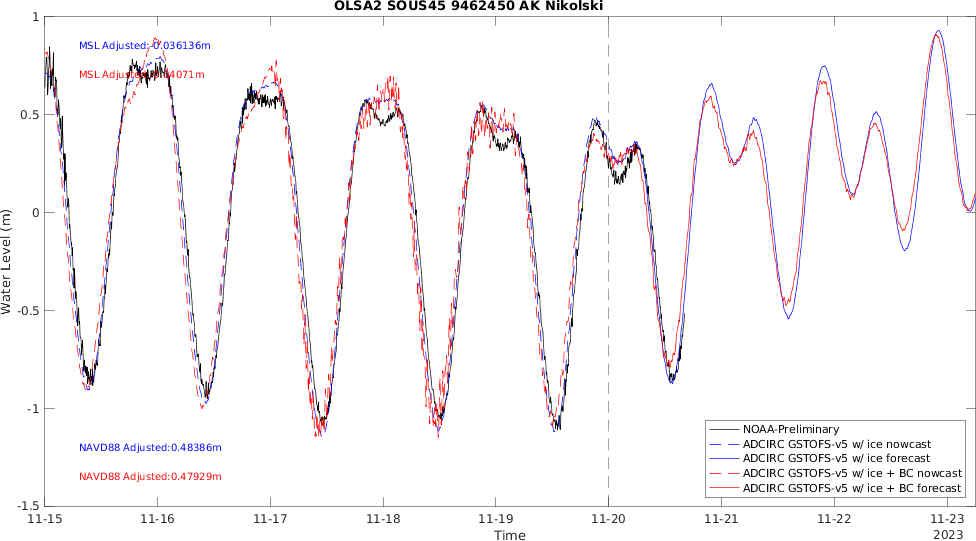 OLSA2 SOUS45 9462450 AK Nikolski
MSL Adjusted:-0.036136m
MSL Adjusted:
NAVD88 Adjusted:0.48386m
NAVD88 Adjusted:0.47929m
Water Level (m)
1
0.5
0
-0.5
-1
-1.5
11-15
11-16
11-17
11-18
11-19
11-20
11-21
11-22
11-23
2023
Time
NOAA-Preliminary
ADCIRC GSTOFS-v5 w/ ice nowcast
ADCIRC GSTOFS-v5 w/ ice forecast
ADCIRC GSTOFS-v5 w/ ice + BC nowcast
ADCIRC GSTOFS-v5 w/ ice + BC forecast